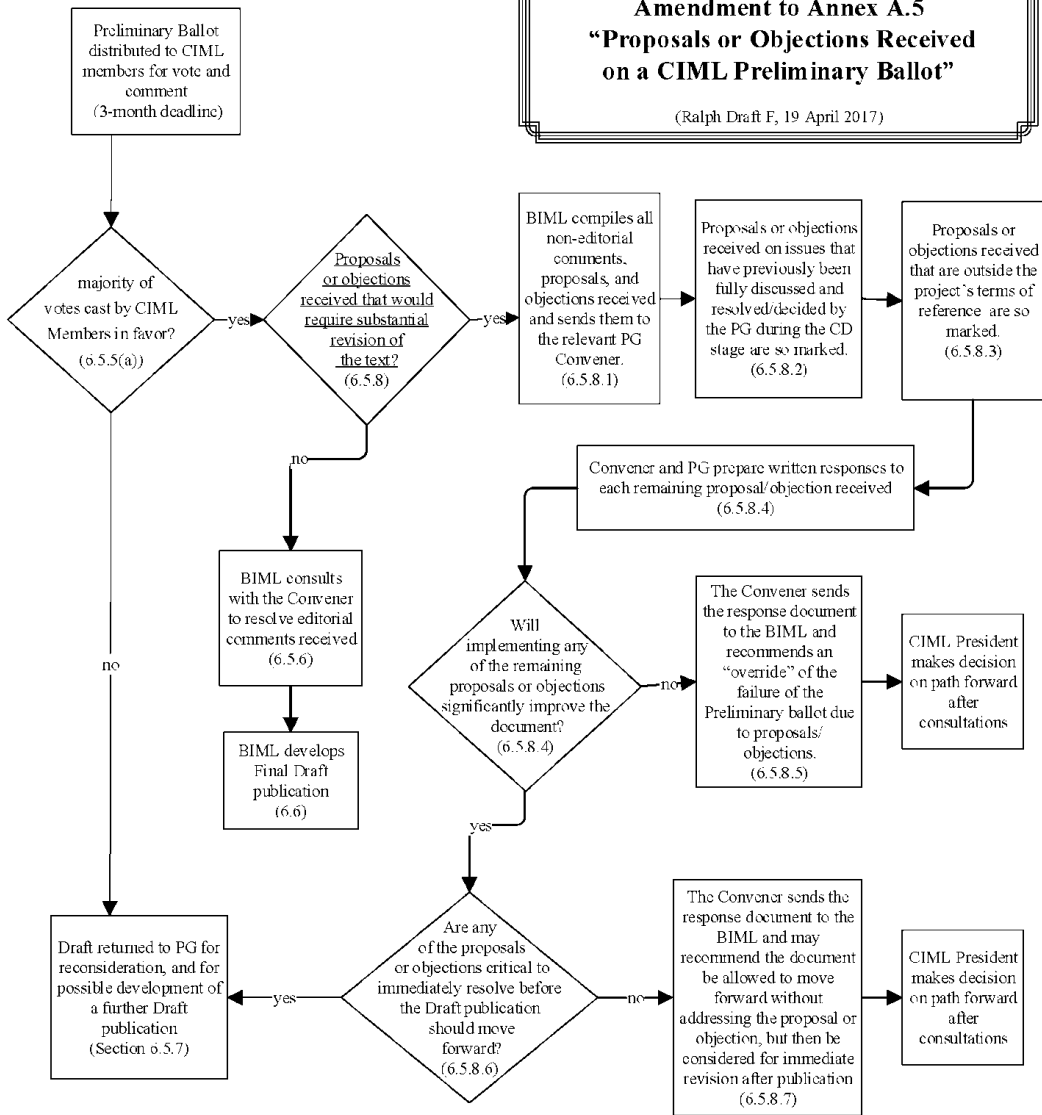 Amendment to Annex A.5
“Proposals or Objections Received
on a CIML Preliminary Ballot”
(Ralph Draft F, 19 April 2017)
Preliminary Ballot
distributed to CIML
members for vote and
comment
(3-month deadline)
majority of
votes cast by CIML
Members in favor?
(6.5.5(a))
yes
Proposals
or objections
received that would
require substantial
revision of
the text?
(6.5.8)
yes
BIML compiles all
non-editorial
comments,
proposals, and
objections received
and sends them to
the relevant PG
Convener.
(6.5.8.1)
Proposals or objections
received on issues that
have previously been
fully discussed and
resolved/decided by
the PG during the CD
stage are so marked.
(6.5.8.2)
Proposals or
objections received
that are outside the
project`s terms of
reference are so
marked.
(6.5.8.3)
no
Convener and PG prepare written responses to
each remaining proposal/objection received
(6.5.8.4)
BIML consults
with the Convener
to resolve editorial
comments received
(6.5.6)
BIML develops
Final Draft
publication
(6.6)
no
Will
implementing any
of the remaining
proposals or objections
significantly improve the
document?
(6.5.8.4)
no
The Convener sends
the response document
to the BIML and
recommends an
“override” of the
failure of the
Preliminary ballot due
to proposals/
objections.
(6.5.8.5)
CIML President
makes decision
on path forward
after
consultations
yes
Draft returned to PG for
reconsideration, and for
possible development of
a further Draft
publication
(Section 6.5.7)
yes
Are any
of the proposals
or objections critical to
immediately resolve before
the Draft publication
should move
forward?
(6.5.8.6)
no
The Convener sends the
response document to the
BIML and may
recommend the document
be allowed to move
forward without
addressing the proposal or
objection, but then be
considered for immediate
revision after publication
(6.5.8.7)
CIML President
makes decision
on path forward
after
consultations